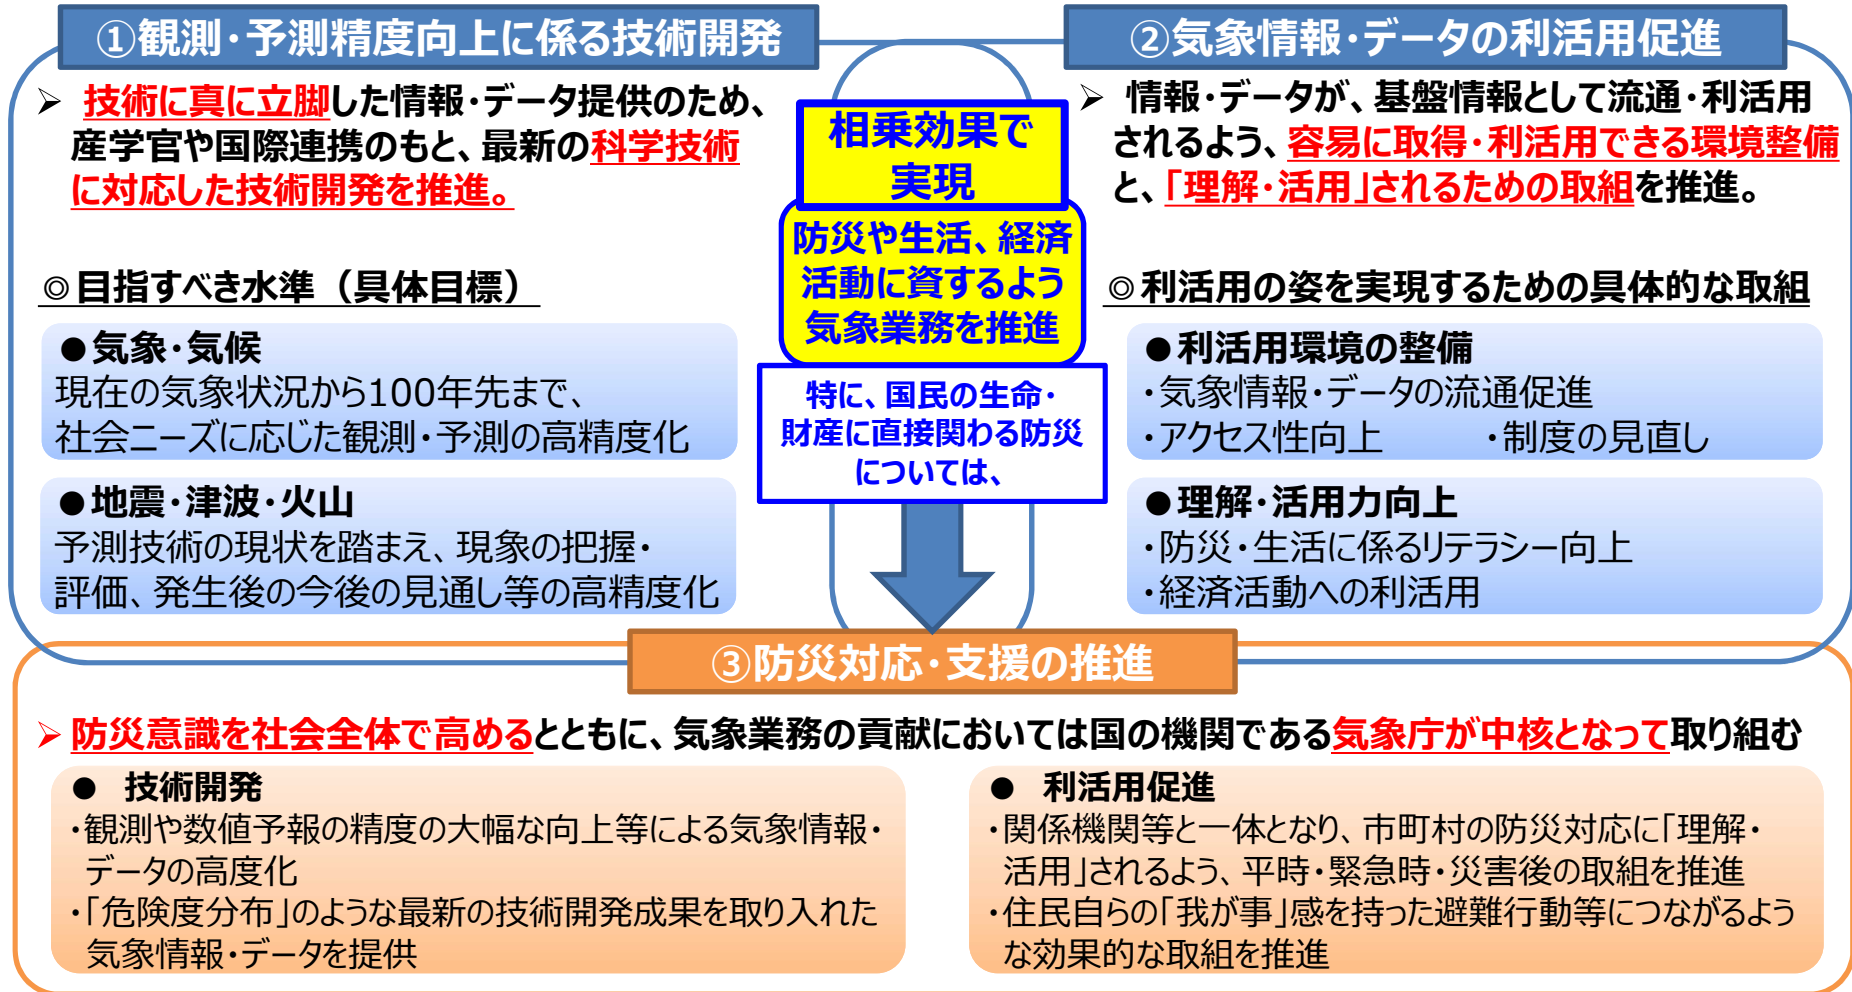 ①観測・予測精度向上に係る技術開発
➢ 技術に真に立脚した情報・データ提供のため、
産学官や国際連携のもと、最新の科学技術
に対応した技術開発を推進。
◎目指すべき水準（具体目標）
●気象・気候
現在の気象状況から100年先まで、
社会ニーズに応じた観測・予測の高精度化
●地震・津波・火山
予測技術の現状を踏まえ、現象の把握・
評価、発生後の今後の見通し等の高精度化
相乗効果で
実現
防災や生活、経済
活動に資するよう
気象業務を推進
特に、国民の生命・
財産に直接関わる防災
については、
②気象情報・データの利活用促進
➢ 情報・データが、基盤情報として流通・利活用
されるよう、容易に取得・利活用できる環境整備
と、「理解・活用」されるための取組を推進。
◎利活用の姿を実現するための具体的な取組
●利活用環境の整備
・気象情報・データの流通促進
・アクセス性向上　・制度の見直し
●理解・活用力向上
・防災・生活に係るリテラシー向上
・経済活動への利活用
③防災対応・支援の推進
➢ 防災意識を社会全体で高めるとともに、気象業務の貢献においては国の機関である気象庁が中核となって取り組む
● 技術開発
・観測や数値予報の精度の大幅な向上等による気象情報・
データの高度化
・「危険度分布」のような最新の技術開発成果を取り入れた
気象情報・データを提供
● 利活用促進
・関係機関等と一体となり、市町村の防災対応に「理解・
活用」されるよう、平時・緊急時・災害後の取組を推進
・住民自らの「我が事」感を持った避難行動等につながるよう
な効果的な取組を推進